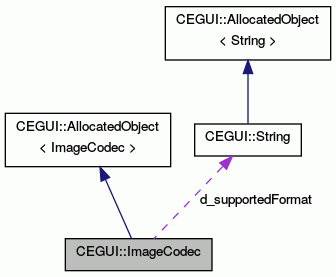 CEGUI::AllocatedObject
< String >
CEGUI::AllocatedObject
< ImageCodec >
CEGUI::String
d_supportedFormat
CEGUI::ImageCodec